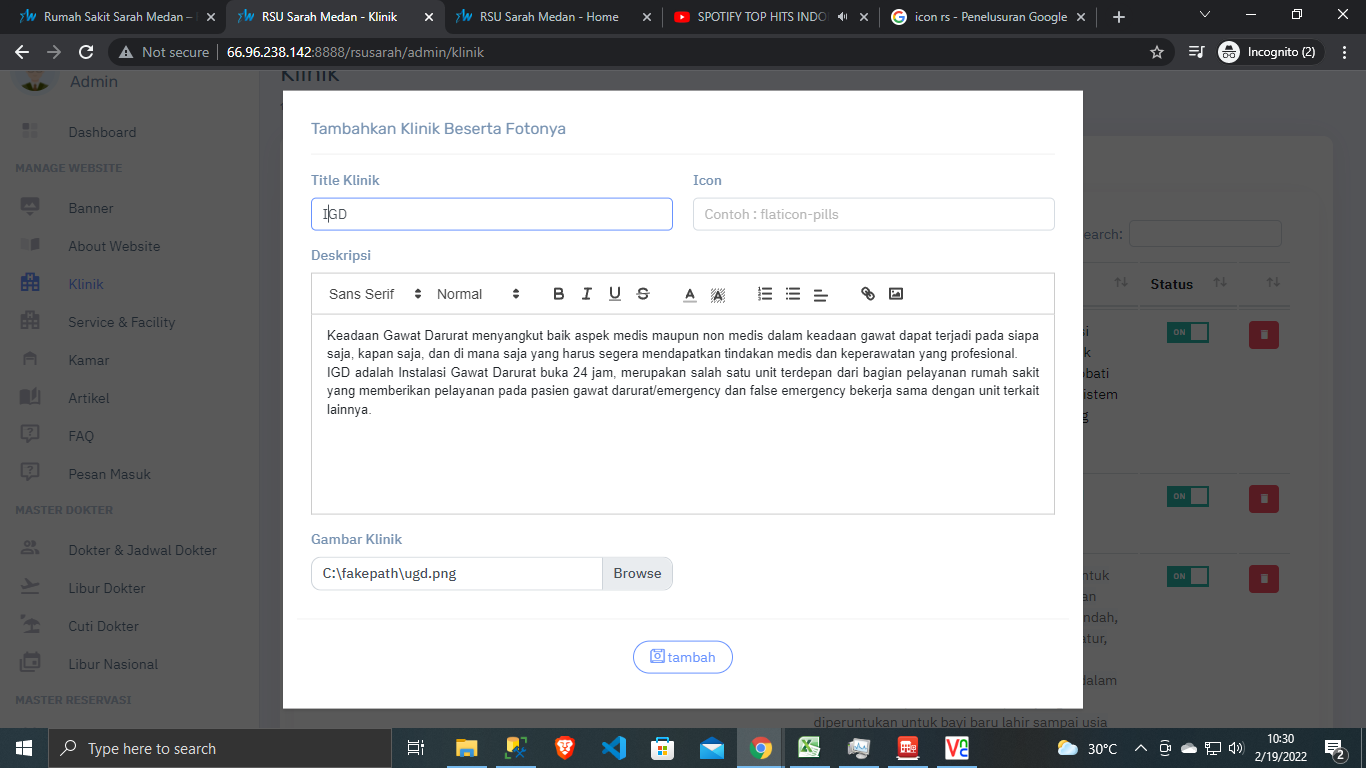 Rumah Sakit Sarah Medan –
RSU Sarah Medan - Klinik
RSU Sarah Medan - Home
SPOTIFY TOP HITS INDO
icon rs - Penelusuran Google
Not secure
66.96.238.142:8888/rsusarah/admin/klinik
Incognito (2)
Klinik
Admin
Dashboard
MANAGE WEBSITE
Banner
About Website
Klinik
Service & Facility
Kamar
Artikel
FAQ
Pesan Masuk
MASTER DOKTER
Dokter & Jadwal Dokter
Libur Dokter
Cuti Dokter
Libur Nasional
MASTER RESERVASI
Tambahkan Klinik Beserta Fotonya
Title Klinik
Icon
IGD
Contoh : flaticon-pills
Deskripsi
Sans Serif Normal B I U S A A
Keadaan Gawat Darurat menyangkut baik aspek medis maupun non medis dalam keadaan gawat dapat terjadi pada siapa
saja, kapan saja, dan di mana saja yang harus segera mendapatkan tindakan medis dan keperawatan yang profesional.
IGD adalah Instalasi Gawat Darurat buka 24 jam, merupakan salah satu unit terdepan dari bagian pelayanan rumah sakit
yang memberikan pelayanan pada pasien gawat darurat/emergency dan false emergency bekerja sama dengan unit terkait
lainnya.
Gambar Klinik
C:\fakepath\ugd.png
Browse
tambah
earch:
Status
ON
ON
ON
si
k
bati
istem
g
ntuk
an
ndah,
atur,
dalam
diperuntukan untuk bayi baru lahir sampai usia
Type here to search
30°C
10:30
2/19/2022
2